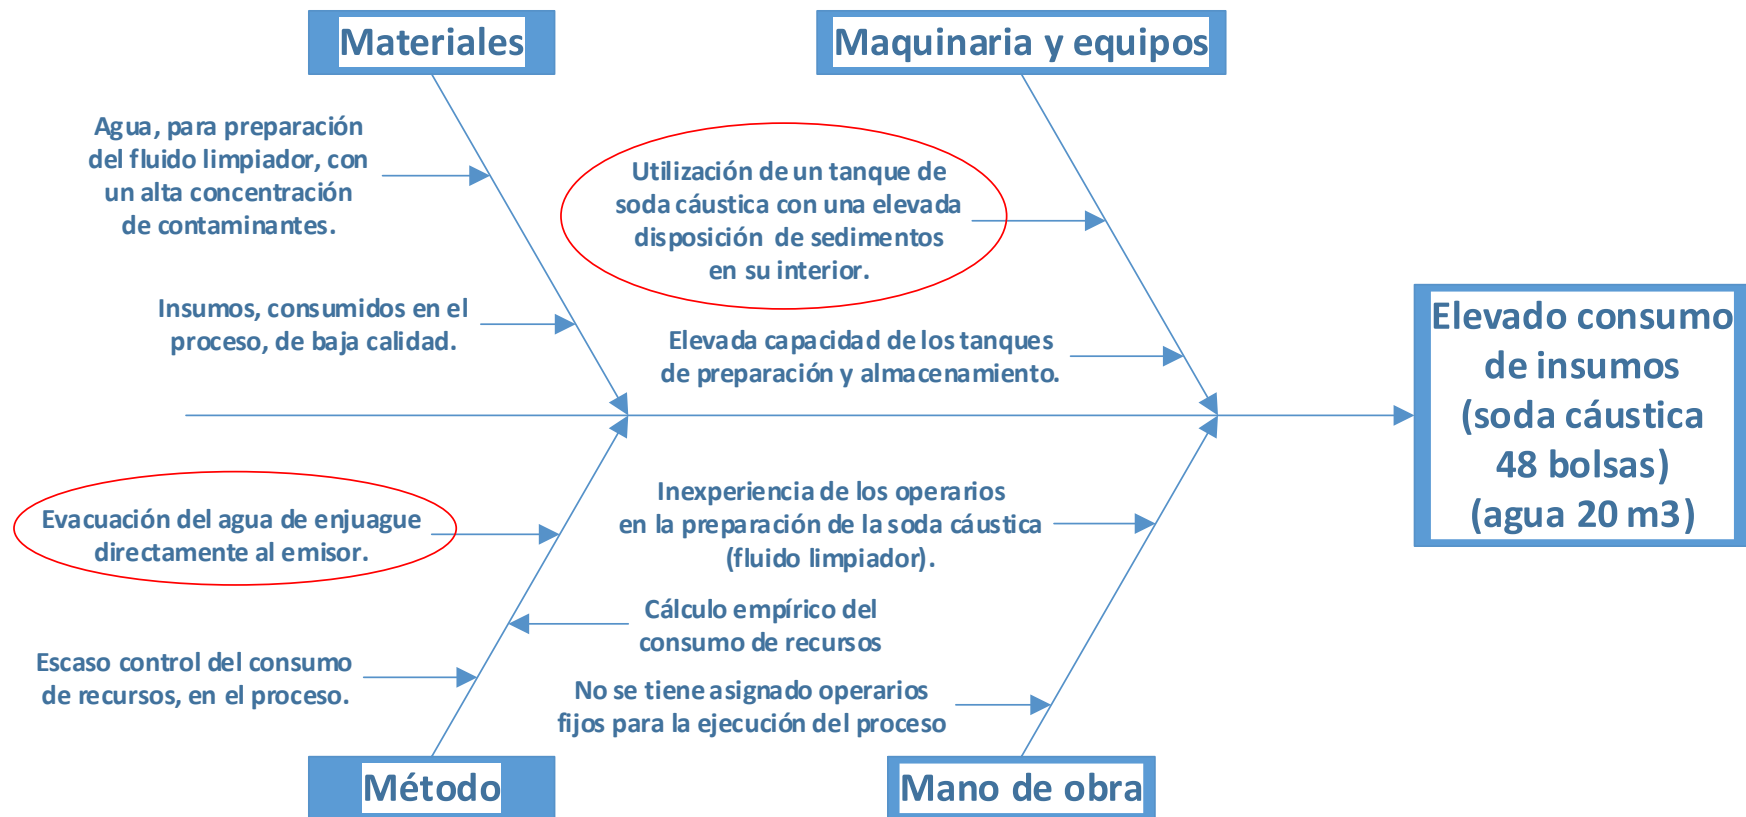 Materiales
Maquinaria y equipos
Agua, para preparación
del fluido limpiador, con
un alta concentración
de contaminantes.
Utilización de un tanque de
soda cáustica con una elevada
disposición de sedimentos
en su interior.
Insumos, consumidos en el
proceso, de baja calidad.
Elevada capacidad de los tanques
de preparación y almacenamiento.
Elevado consumo
de insumos
(soda cáustica
48 bolsas)
(agua 20 m3)
Evacuación del agua de enjuague
directamente al emisor.
Inexperiencia de los operarios
en la preparación de la soda cáustica
(fluido limpiador).
Cálculo empírico del
consumo de recursos
Escaso control del consumo
de recursos, en el proceso.
No se tiene asignado operarios
fijos para la ejecución del proceso
Método
Mano de obra